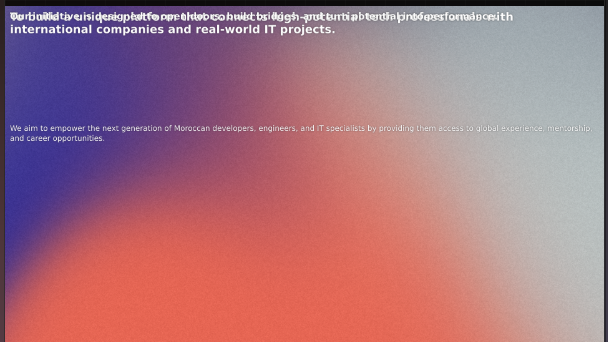 To build a unique platform that connects high-potential tech professionals with
international companies and real-world IT projects.
We aim to empower the next generation of Moroccan developers, engineers, and IT specialists by providing them access to global experience, mentorship,
and career opportunities.